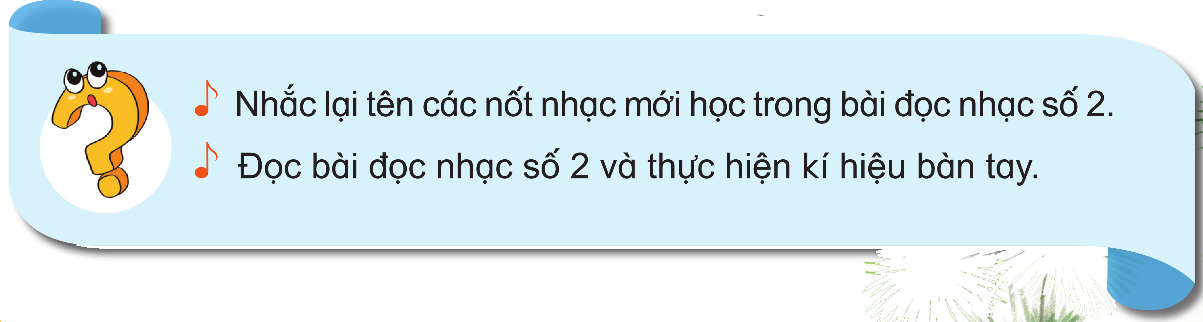 Nhắc lại tên các nốt nhạc mới học trong bài đọc nhạc số 2.
Đọc bài đọc nhạc số 2 và thực hiện kí hiệu bàn tay.